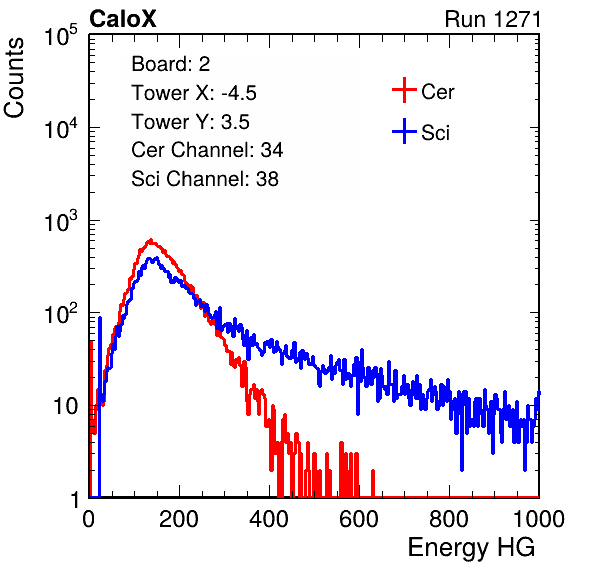 CaloX Run 1271
Counts
Board: 2
Tower X: -4.5
Tower Y: 3.5
Cer Channel: 34
Sci Channel: 38
Cer
Sci
10^5
10^4
10^3
10^2
10
1
0 200 400 600 800 1000
Energy HG